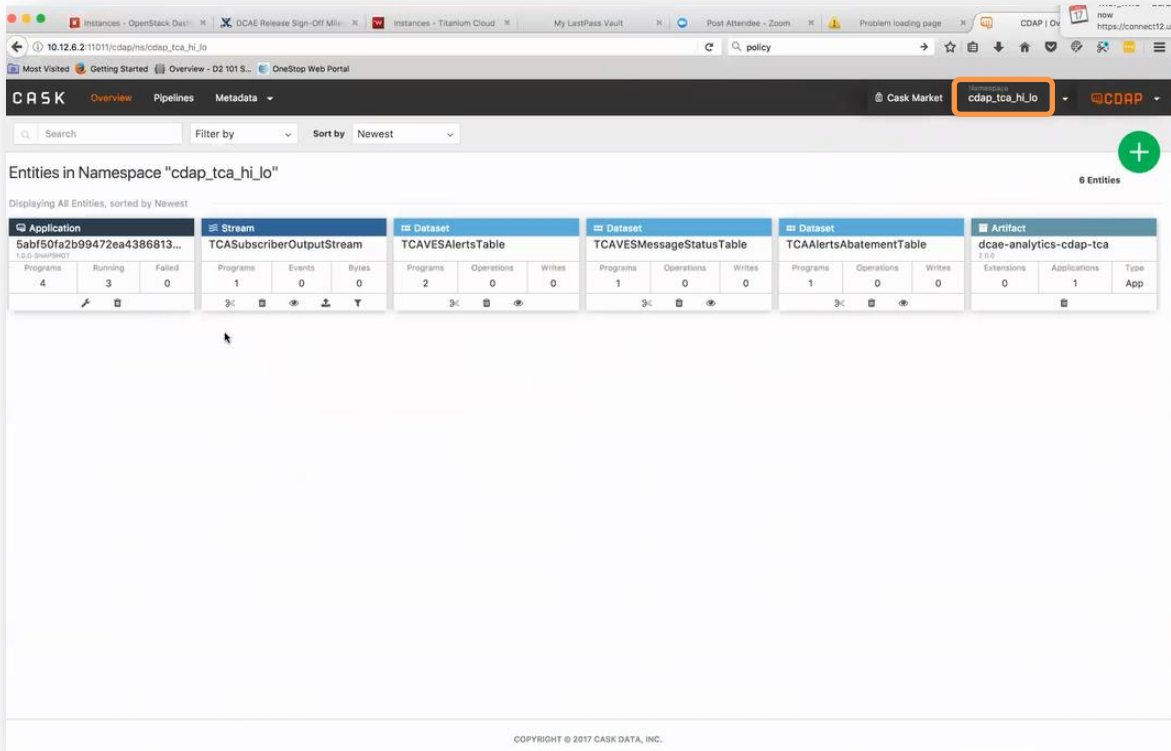 now
Instances - OpenStack Dash
DCAE Release Sign-Off Mile
Instances - Titanium Cloud
My LastPass Vault
Post Attendee - Zoom
Problem loading page
CDAP | Ov
17
https://connect12.u
10.12.6.2:11011/cdap/ns/cdap_tca_hi_lo
policy
Most Visited Getting Started Overview - D2 101 S... OneStop Web Portal
CASK Overview Pipelines Metadata Cask Market
Namespace
cdap_tca_hi_lo
CDAP
Search Filter by Sort by Newest
Entities in Namespace "cdap_tca_hi_lo"
6 Entities
Displaying All Entities, sorted by Newest
Application
5abf50fa2b99472ea4386813...
1.0.0-SNAPSHOT
Programs Running Failed
4 3 0
Stream
TCASubscriberOutputStream
Programs Events Bytes
1 0 0
Dataset
TCAVESAlertsTable
Programs Operations Writes
2 0 0
Dataset
TCAVESMessageStatusTable
Programs Operations Writes
1 0 0
Dataset
TCAAlertsAbatementTable
Programs Operations Writes
1 0 0
Artifact
dcae-analytics-cdap-tca
2.0.0
Extensions Applications Type
0 1 App
COPYRIGHT © 2017 CASK DATA, INC.